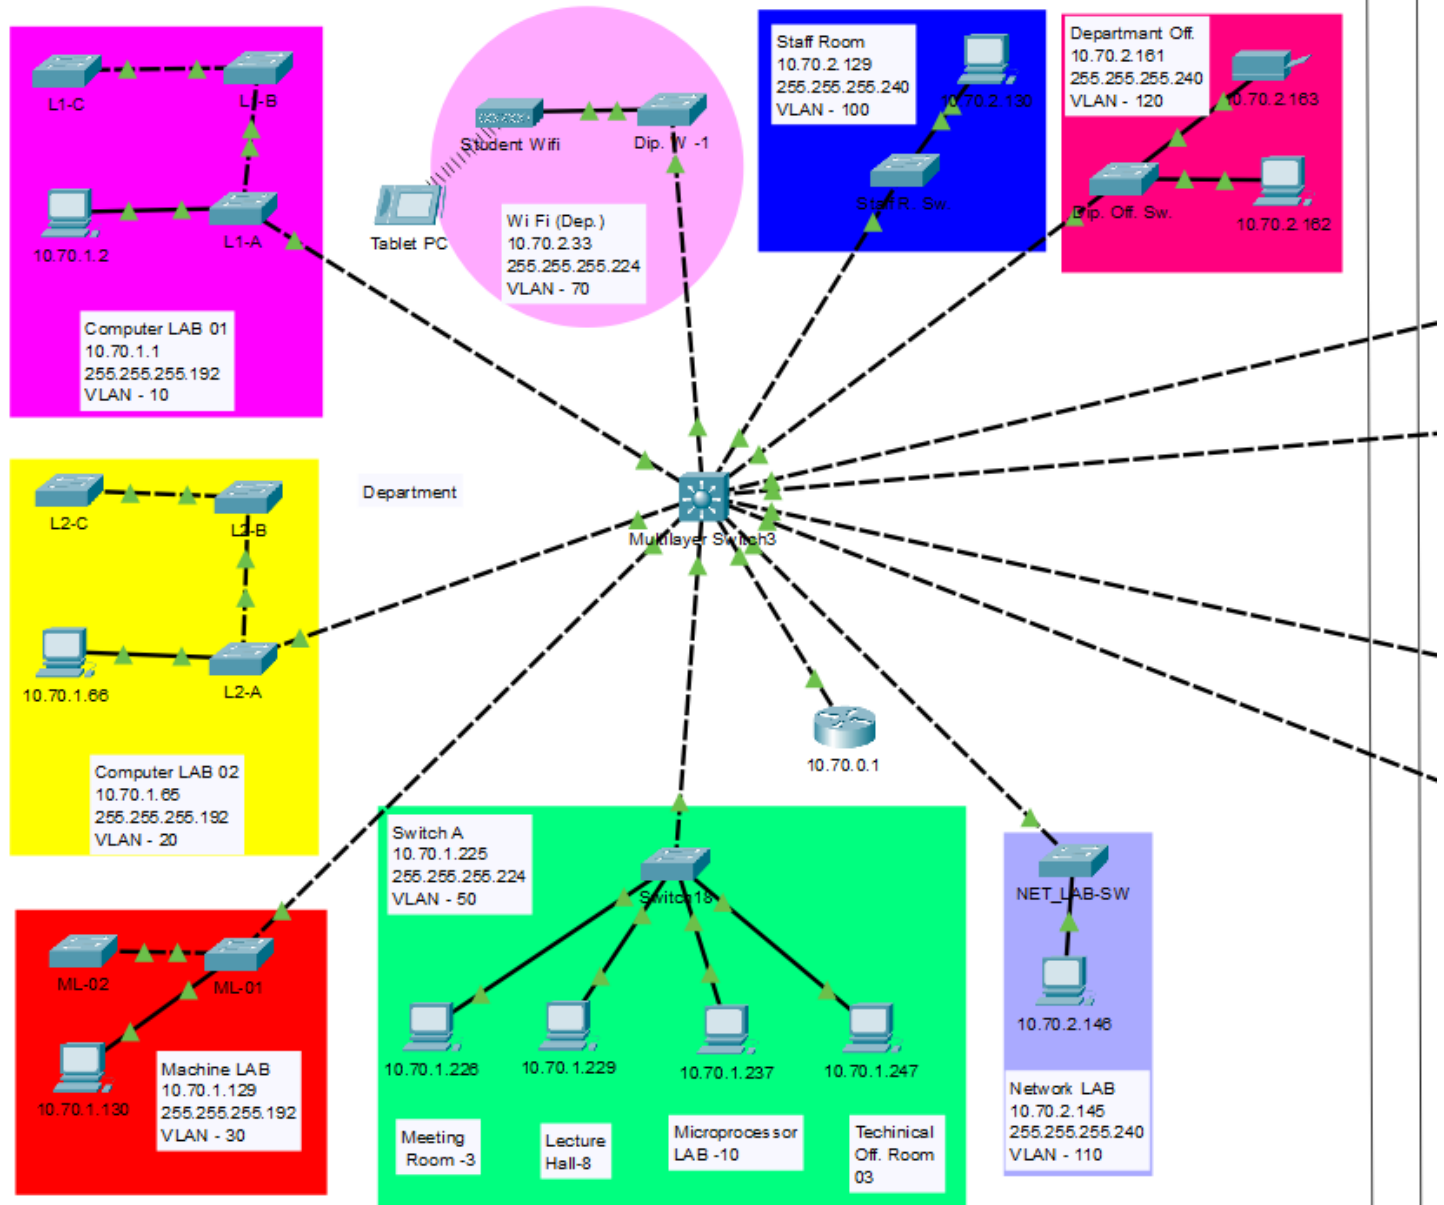 L1-C
L1-B
10.70.1.2
L1-A
Computer LAB 01
10.70.1.1
255.255.255.192
VLAN - 10
Student Wifi
Dip. W -1
Tablet PC
Wi Fi (Dep.)
10.70.2.33
255.255.255.224
VLAN - 70
Staff Room
10.70.2.129
255.255.255.240
VLAN - 100
10.70.2.130
Staff R. Sw.
Departmant Off.
10.70.2.161
255.255.255.240
VLAN - 120
10.70.2.163
Dip. Off. Sw.
10.70.2.162
L2-C
L2-B
10.70.1.66
L2-A
Computer LAB 02
10.70.1.65
255.255.255.192
VLAN - 20
Department
Multilayer Switch3
10.70.0.1
ML-02
ML-01
10.70.1.130
Machine LAB
10.70.1.129
255.255.255.192
VLAN - 30
Switch A
10.70.1.225
255.255.255.224
VLAN - 50
Switch18
10.70.1.226
10.70.1.229
10.70.1.237
10.70.1.247
Meeting
Room -3
Lecture
Hall-8
Microprocessor
LAB -10
Techinical
Off. Room
03
NET_LAB-SW
10.70.2.146
Network LAB
10.70.2.145
255.255.255.240
VLAN - 110